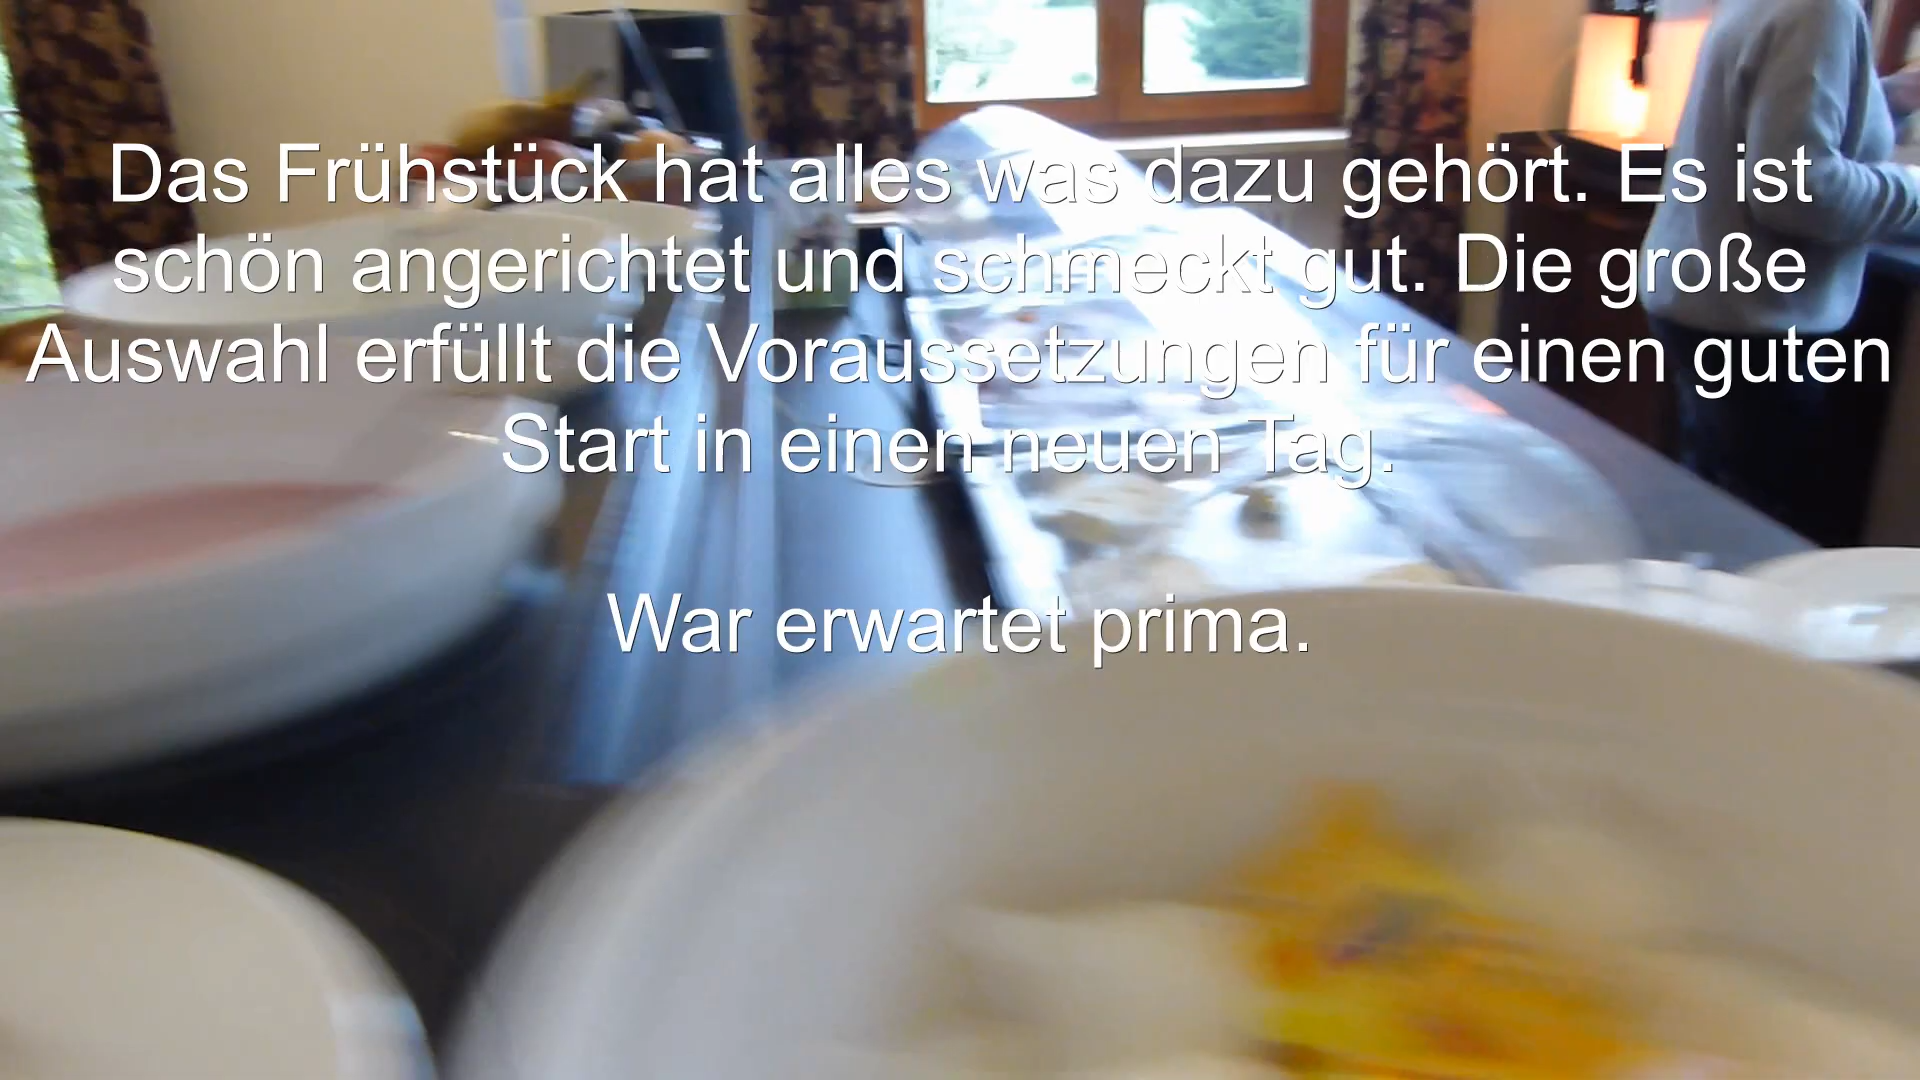 Das Frühstück hat alles was dazu gehört. Es ist
schön angerichtet und schmeckt gut. Die große
Auswahl erfüllt die Voraussetzungen für einen guten
Start in einen neuen Tag.
War erwartet prima.